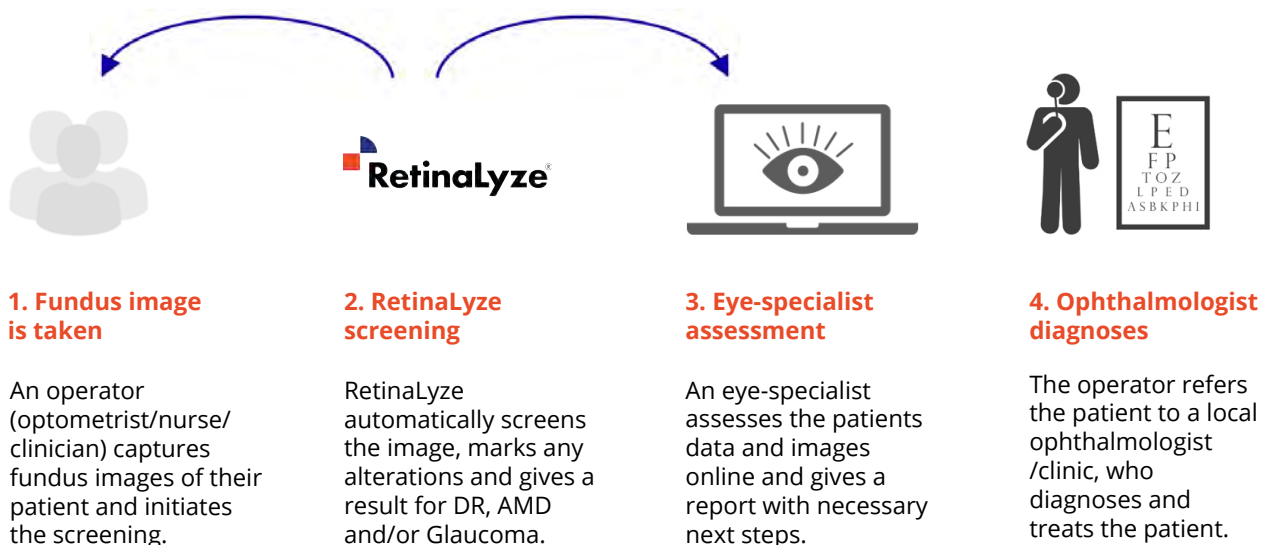 RetinaLyze®
E
FP
TOZ
LPED
ASBKPHI
1. Fundus image
is taken
An operator
(optometrist/nurse/
clinician) captures
fundus images of their
patient and initiates
the screening.
2. RetinaLyze
screening
RetinaLyze
automatically screens
the image, marks any
alterations and gives a
result for DR, AMD
and/or Glaucoma.
3. Eye-specialist
assessment
An eye-specialist
assesses the patients
data and images
online and gives a
report with necessary
next steps.
4. Ophthalmologist
diagnoses
The operator refers
the patient to a local
ophthalmologist
/clinic, who
diagnoses and
treats the patient.